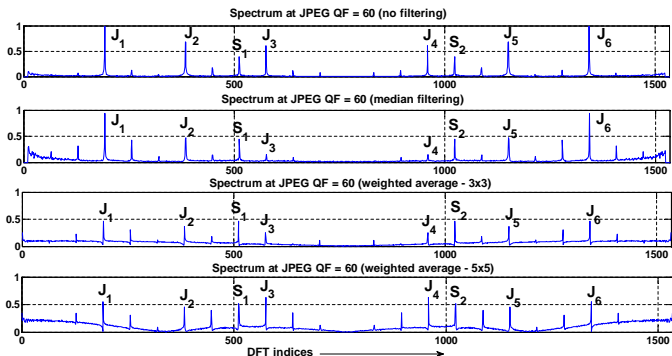 Spectrum at JPEG QF = 60 (no filtering)
1
0.5
0
J1 J2 S1 J3 J4 S2 J5 J6
0 500 1000 1500
Spectrum at JPEG QF = 60 (median filtering)
1
0.5
0
J1 J2 S1 J3 J4 S2 J5 J6
0 500 1000 1500
Spectrum at JPEG QF = 60 (weighted average - 3x3)
1
0.5
0
J1 J2 S1 J3 J4 S2 J5 J6
0 500 1000 1500
Spectrum at JPEG QF = 60 (weighted average - 5x5)
1
0.5
0
J1 J2 S1 J3 J4 S2 J5 J6
0 500 1000 1500
DFT indices